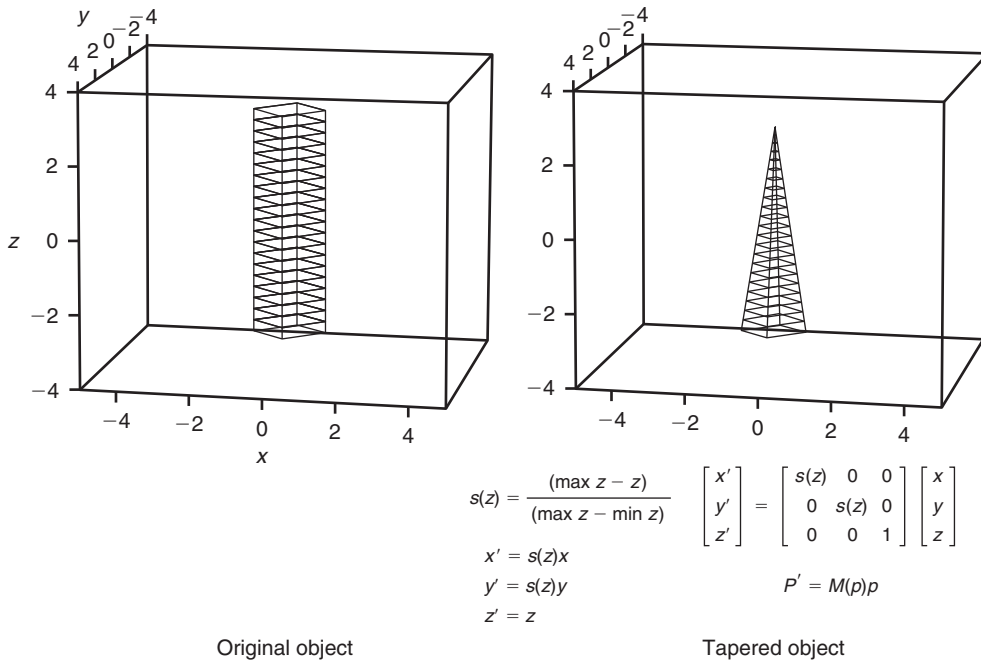 y
4 2 0 −2 −4
4
2
z 0
−2
−4
−4 −2 0 2 4
x
4 2 0 −2 −4
4
2
0
−2
−4
−4 −2 0 2 4
s(z) = (max z − z) / (max z − min z)
x′ = s(z)x
y′ = s(z)y
z′ = z
[x′ y′ z′] = [s(z) 0 0
0 s(z) 0
0 0 1] [x y z]
P′ = M(p)p
Original object
Tapered object